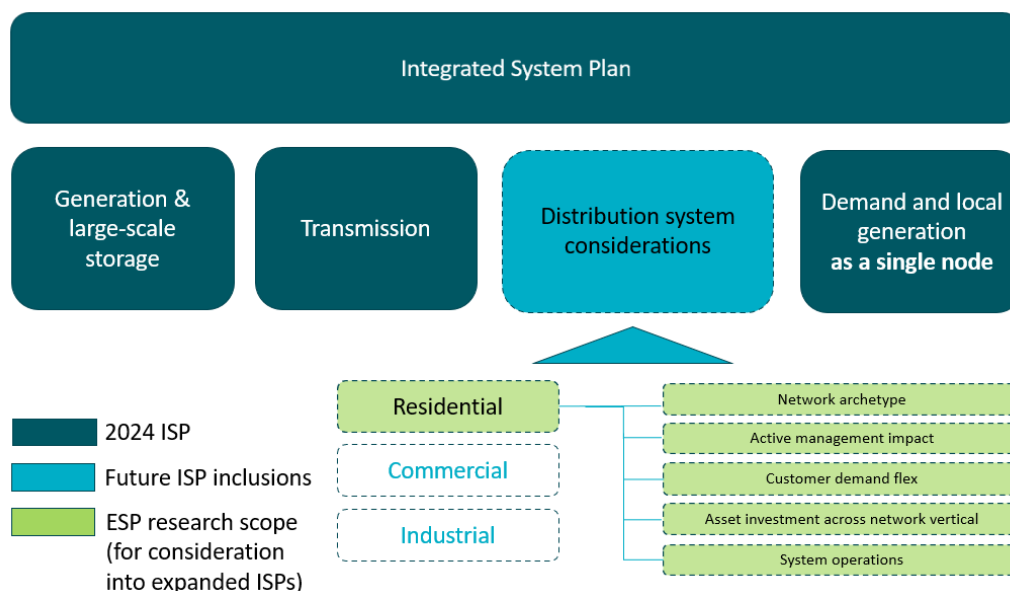 Integrated System Plan
Generation &
large-scale
storage
Transmission
Distribution system
considerations
Demand and local
generation
as a single node
Residential
Commercial
Industrial
Network archetype
Active management impact
Customer demand flex
Asset investment across network vertical
System operations
2024 ISP
Future ISP inclusions
ESP research scope
(for consideration
into expanded ISPs)